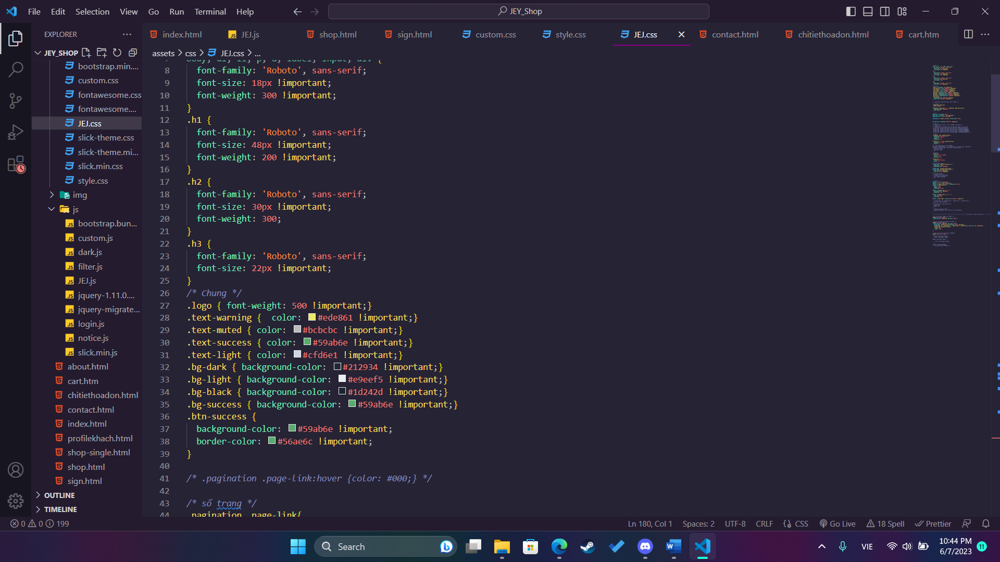 File Edit Selection View Go Run Terminal Help
JEY_Shop
EXPLORER ...
index.html JEJ.js shop.html sign.html custom.css style.css JEJ.css contact.html chitiethoadon.html cart.htm
JEY_SHOP
assets > css > JEJ.css > ...
bootstrap.min....
custom.css
fontawesome.css
fontawesome....
JEJ.css
slick-theme.css
slick-theme.mi...
slick.min.css
style.css
img
js
bootstrap.bun...
custom.js
dark.js
filter.js
JEJ.js
jquery-1.11.0....
jquery-migrate...
login.js
notice.js
slick.min.js
about.html
cart.htm
chitiethoadon.html
contact.html
index.html
profilekhach.html
shop-single.html
shop.html
sign.html
OUTLINE
TIMELINE
8 font-family: 'Roboto', sans-serif;
9 font-size: 18px !important;
10 font-weight: 300 !important;
11 }
12 .h1 {
13 font-family: 'Roboto', sans-serif;
14 font-size: 48px !important;
15 font-weight: 200 !important;
16 }
17 .h2 {
18 font-family: 'Roboto', sans-serif;
19 font-size: 30px !important;
20 font-weight: 300;
21 }
22 .h3 {
23 font-family: 'Roboto', sans-serif;
24 font-size: 22px !important;
25 }
26 /* Chung */
27 .logo { font-weight: 500 !important;}
28 .text-warning {  color: #ede861 !important;}
29 .text-muted { color: #bcbcbc !important;}
30 .text-success { color: #59ab6e !important;}
31 .text-light { color: #cfd6e1 !important;}
32 .bg-dark { background-color: #212934 !important;}
33 .bg-light { background-color: #e9eef5 !important;}
34 .bg-black { background-color: #1d242d !important;}
35 .bg-success { background-color: #59ab6e !important;}
36 .btn-success {
37 background-color: #59ab6e !important;
38 border-color: #56ae6c !important;
39 }
40
41 /* .pagination .page-link:hover {color: #000;} */
42
43 /* số trang */
44 .pagination .page-link{
0 0 199
Ln 180, Col 1 Spaces: 2 UTF-8 CRLF CSS Go Live 18 Spell Prettier
Search
VIE
10:44 PM
6/7/2023
11